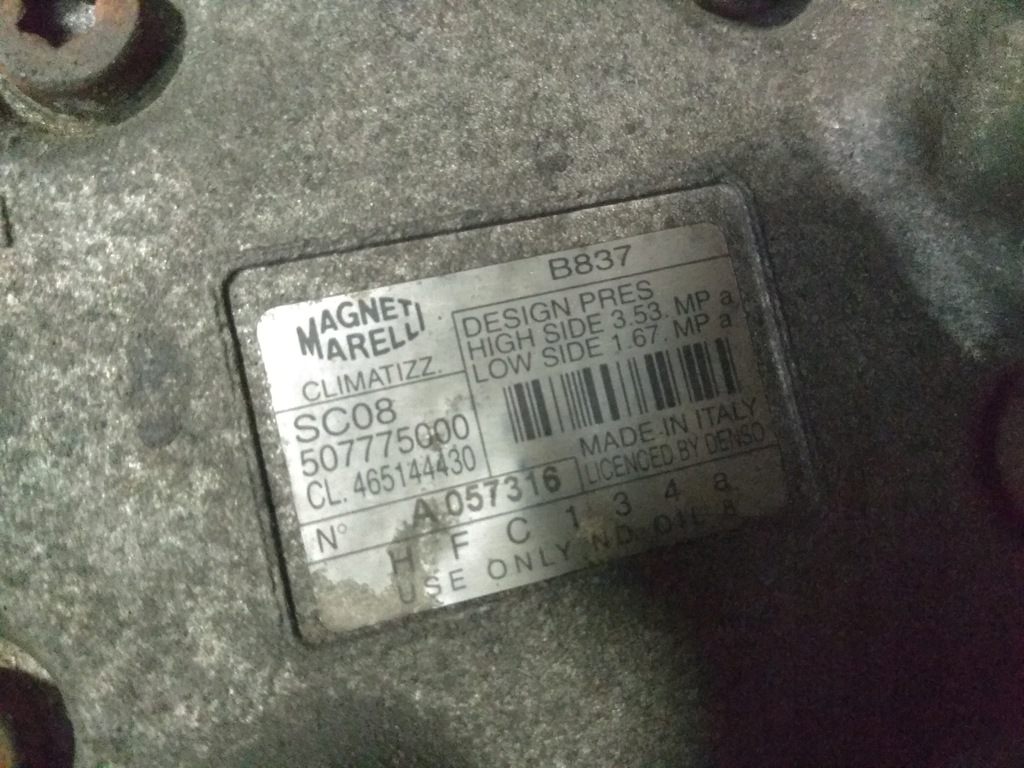 B837
MAGNETI
MARELLI
CLIMATIZZ.
DESIGN PRES
HIGH SIDE 3.53. MP a
LOW SIDE 1.67. MP a
SC08
507775000
CL. 465144430
MADE IN ITALY
LICENCED BY DENSO
N° A 057316
H F C 1 3 4 a
USE ONLY ND OIL 8